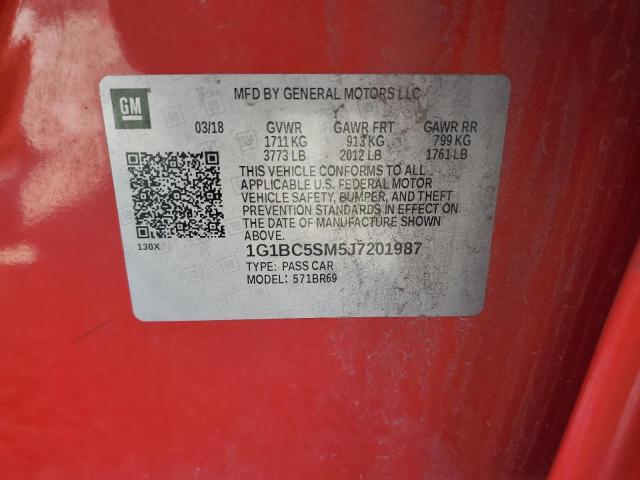 GM
MFD BY GENERAL MOTORS LLC
03/18 GVWR GAWR FRT GAWR RR
1711 KG 913 KG 799 KG
3773 LB 2012 LB 1761 LB
THIS VEHICLE CONFORMS TO ALL
APPLICABLE U.S. FEDERAL MOTOR
VEHICLE SAFETY, BUMPER, AND THEFT
PREVENTION STANDARDS IN EFFECT ON
THE DATE OF MANUFACTURE SHOWN
ABOVE.
130X
1G1BC5SM5J7201987
TYPE: PASS CAR
MODEL: 571BR69